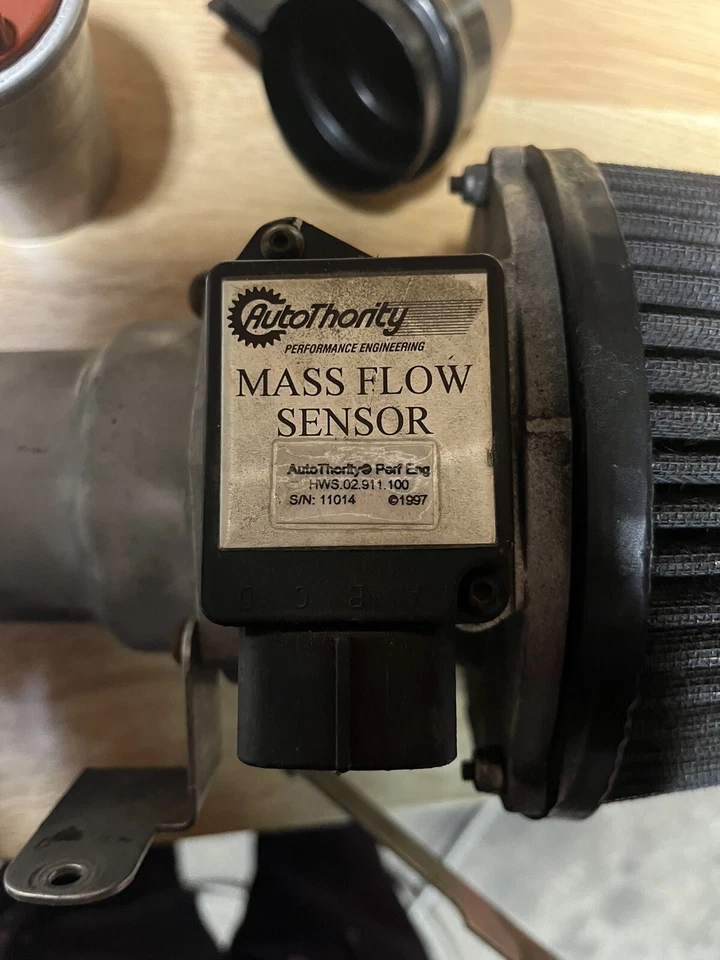 AutoThority
PERFORMANCE ENGINEERING
MASS FLOW
SENSOR
AutoThority® Perf Eng
HWS.02.911.100
S/N: 11014 ©1997
A B C D